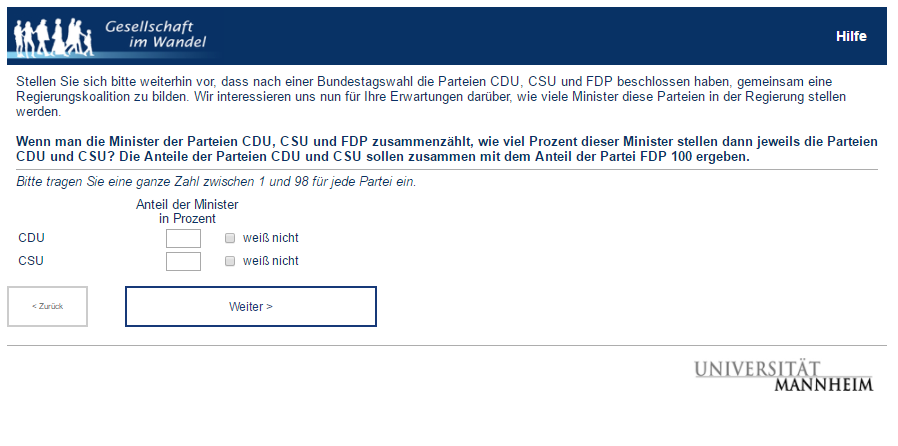 Gesellschaft
im Wandel
Hilfe
Stellen Sie sich bitte weiterhin vor, dass nach einer Bundestagswahl die Parteien CDU, CSU und FDP beschlossen haben, gemeinsam eine
Regierungskoalition zu bilden. Wir interessieren uns nun für Ihre Erwartungen darüber, wie viele Minister diese Parteien in der Regierung stellen
werden.
Wenn man die Minister der Parteien CDU, CSU und FDP zusammenzählt, wie viel Prozent dieser Minister stellen dann jeweils die Parteien
CDU und CSU? Die Anteile der Parteien CDU und CSU sollen zusammen mit dem Anteil der Partei FDP 100 ergeben.
Bitte tragen Sie eine ganze Zahl zwischen 1 und 98 für jede Partei ein.
Anteil der Minister
in Prozent
CDU weiß nicht
CSU weiß nicht
< Zurück Weiter >
UNIVERSITÄT
MANNHEIM